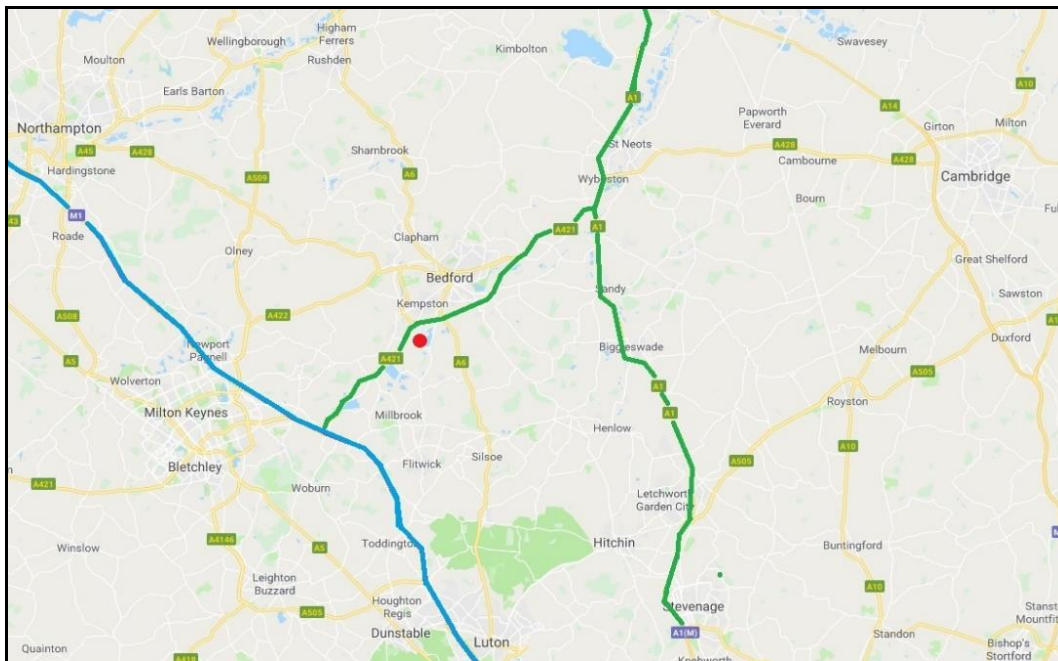 Higham
Ferrers
Wellingborough
Kimbolton
Swavesey
Moulton
Rushden
Earls Barton
A1
A10
A14
Papworth
Everard
Northampton
Girton
Milton
A45
A428
Sharnbrook
St Neots
A428
Hardingstone
A6
Cambourne
A428
A509
Wyboston
Cambridge
Bourn
M1
43
Roade
Clapham
A421
A1
Olney
Great Shelford
Bedford
Kempston
Sandy
Sawston
A508
A422
Newport
Pagnell
Biggleswade
Melbourn
Duxford
A5
A421
A6
A505
Wolverton
A1
Milton Keynes
Millbrook
A1
Royston
Henlow
A10
Bletchley
Flitwick
Silsoe
A505
A421
Woburn
Letchworth
Garden City
A4146
Toddington
Hitchin
Buntingford
Winslow
A5
Leighton
Buzzard
A10
Houghton
Regis
Stevenage
A505
Dunstable
Luton
A1(M)
Standon
Bishop's
Stortford
Quainton
Knebworth